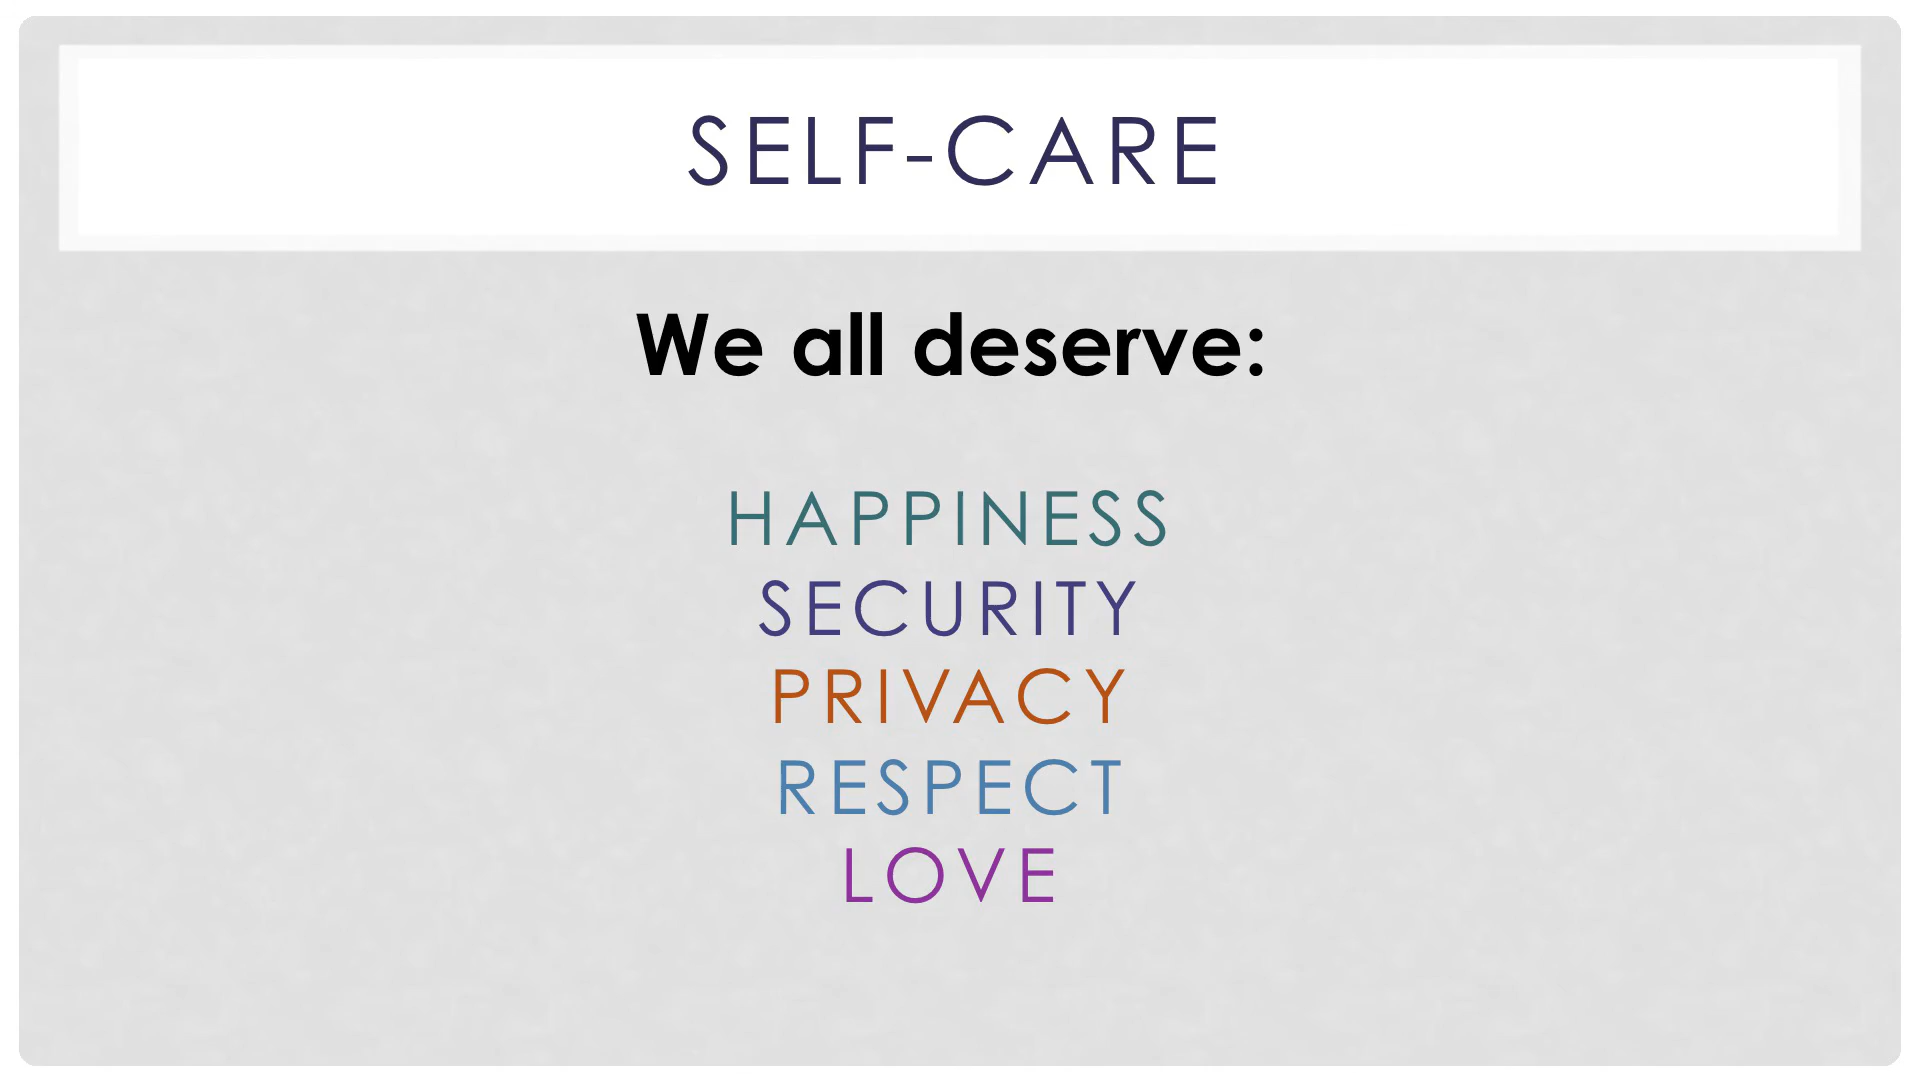 SELF-CARE
We all deserve:
HAPPINESS
SECURITY
PRIVACY
RESPECT
LOVE